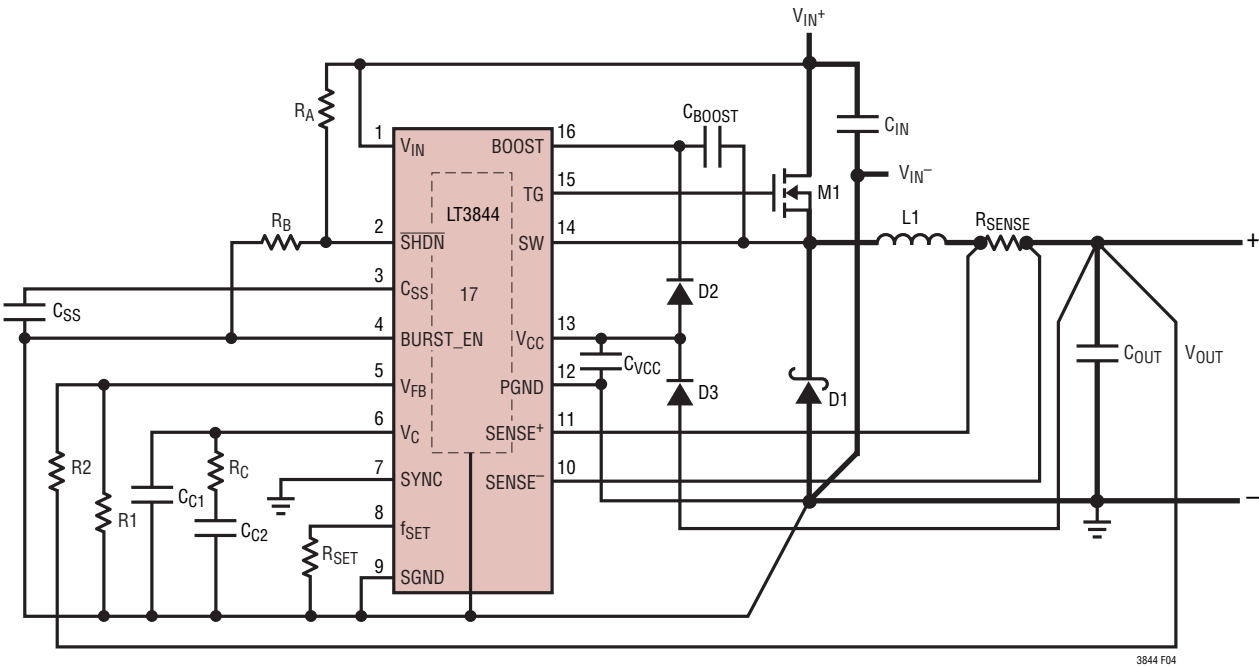 V_IN⁺
R_A
C_BOOST
C_IN
V_IN⁻
1
V_IN
BOOST
16
15
TG
M1
LT3844
R_B
2
S̅H̅D̅N̅
SW
14
L1
R_SENSE
+
3
C_SS
17
C_SS
D2
4
BURST_EN
V_CC
13
C_VCC
C_OUT
V_OUT
5
V_FB
PGND
12
D3
D1
6
V_C
SENSE⁺
11
R2
R_C
7
SYNC
SENSE⁻
10
C_C1
R1
C_C2
8
f_SET
R_SET
9
SGND
–
3844 F04